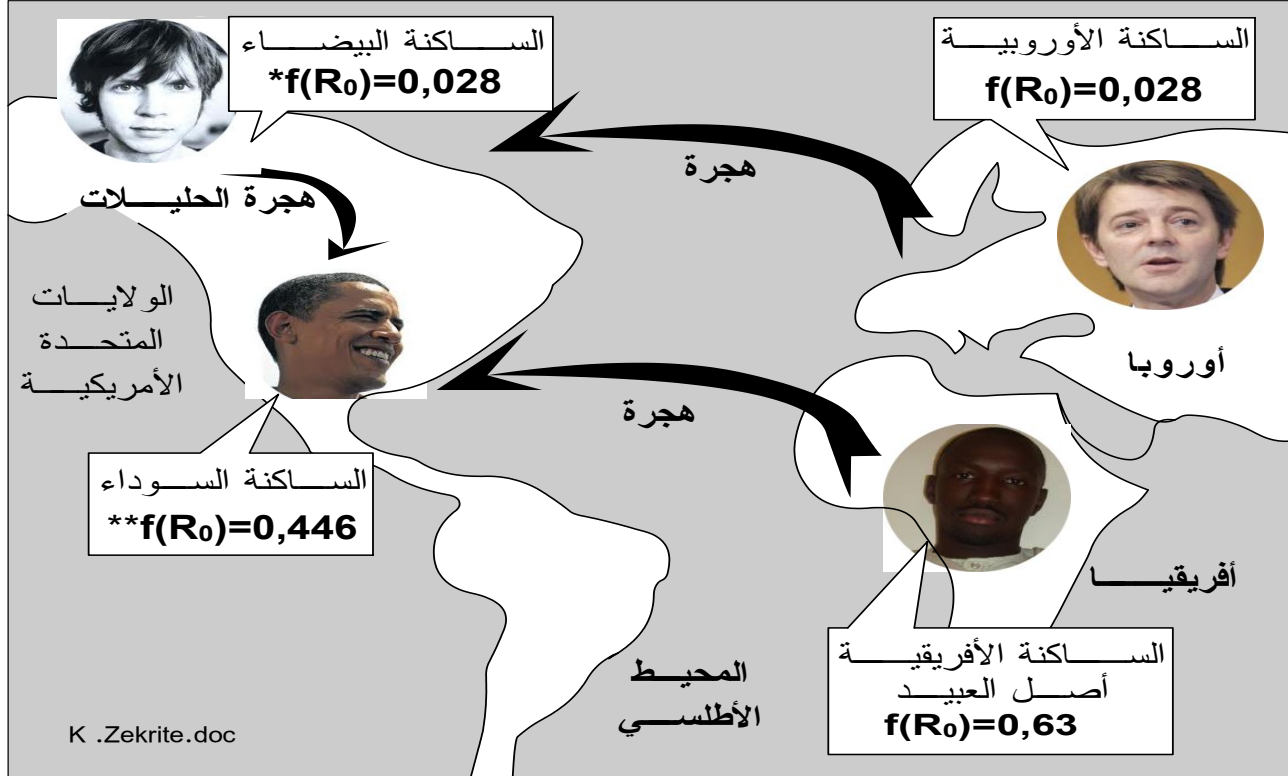 الساكنة البيضاء
*f(R₀)=0,028
الساكنة الأوروبية
f(R₀)=0,028
هجرة
هجرة الحليلات
الولايات
المتحدة
الأمريكية
أوروبا
هجرة
الساكنة السوداء
**f(R₀)=0,446
أفريقيا
الساكنة الأفريقية
أصل العبيد
f(R₀)=0,63
المحيط
الأطلسي
K .Zekrite.doc